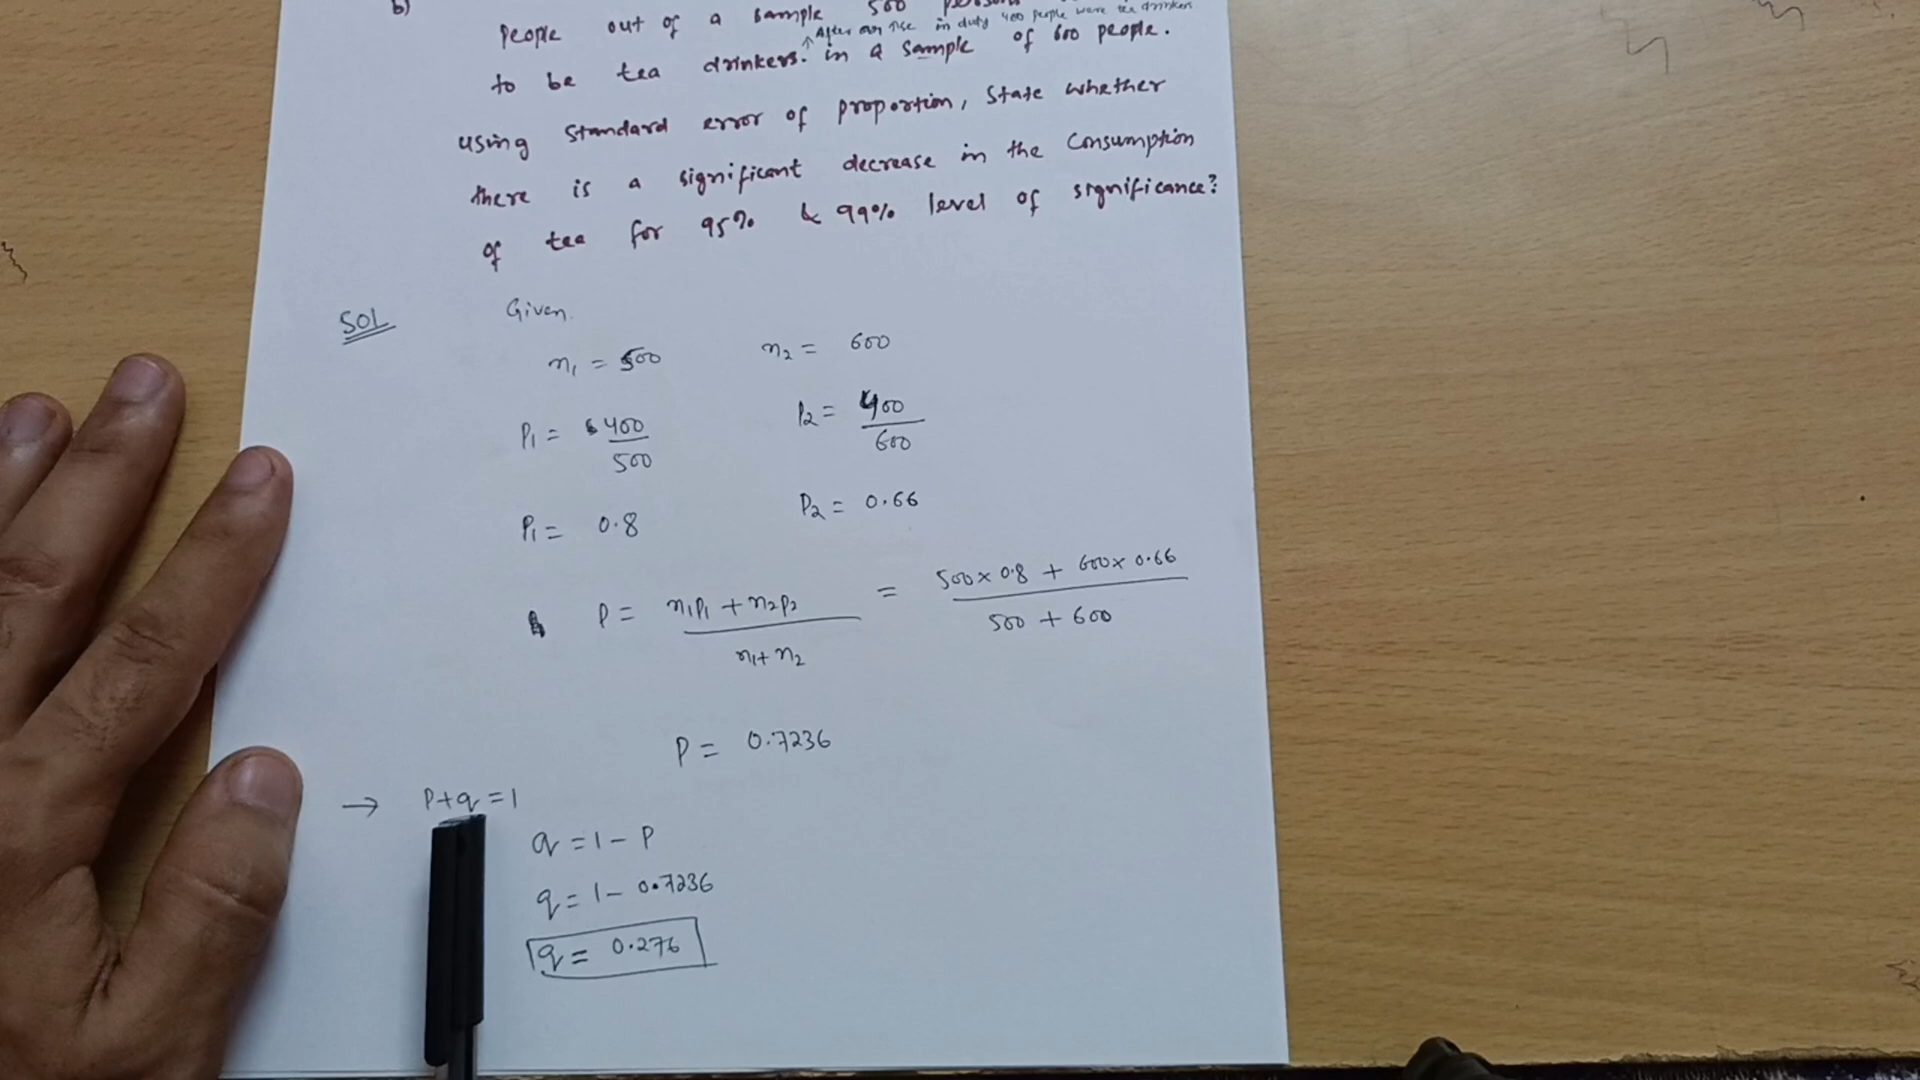 b)
People out of a sample 500
↑ After an rise in duty 400 people were tea drinkers
to be tea drinkers. in a sample of 600 people.
using standard error of proportion, State whether
there is a significant decrease in the Consumption
of tea for 95% & 99% level of significance?
SOL Given.
n₁ = 500 n₂ = 600
P₁ = 400/500 P₂ = 400/600
P₁ = 0.8 P₂ = 0.66
P = n₁p₁ + n₂p₂ / n₁+n₂ = 500×0.8 + 600×0.66 / 500 + 600
P = 0.7236
→ P+q = 1
q = 1 - P
q = 1 - 0.7236
q = 0.276